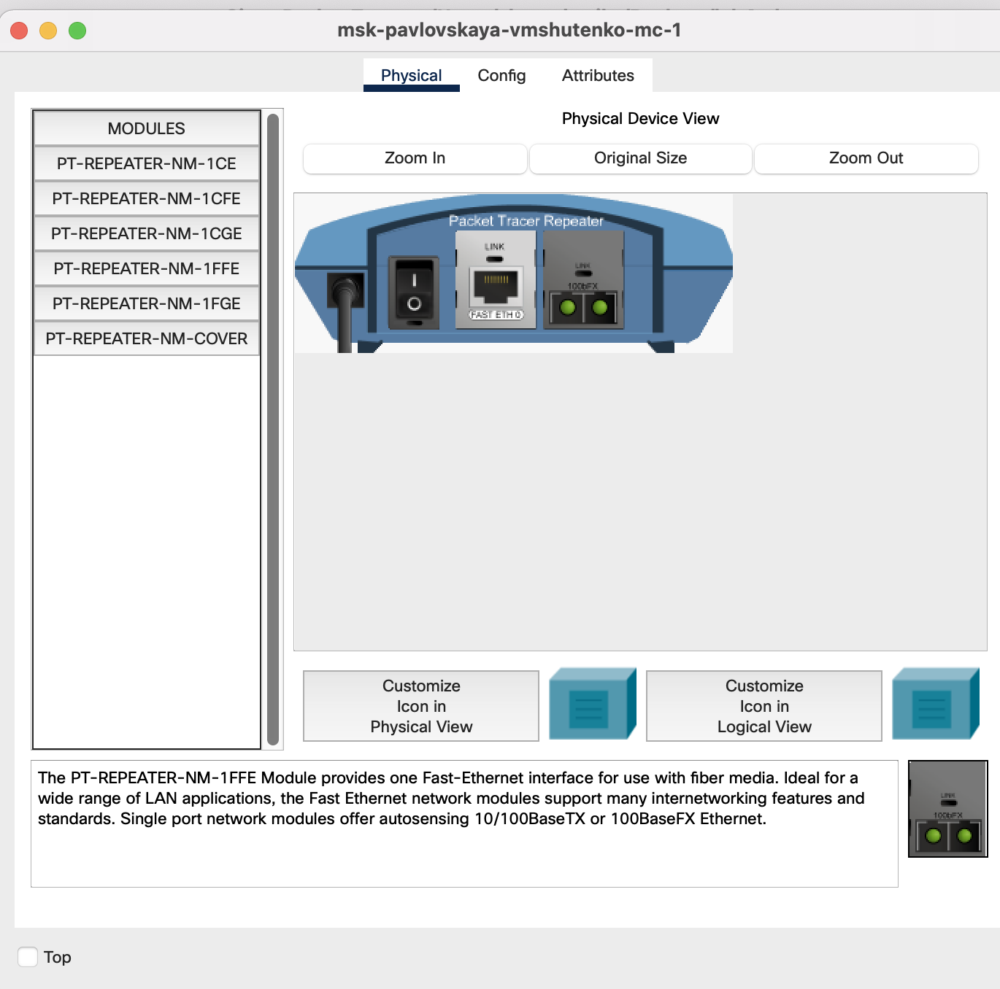 msk-pavlovskaya-vmshutenko-mc-1
Physical
Config
Attributes
MODULES
PT-REPEATER-NM-1CE
PT-REPEATER-NM-1CFE
PT-REPEATER-NM-1CGE
PT-REPEATER-NM-1FFE
PT-REPEATER-NM-1FGE
PT-REPEATER-NM-COVER
Physical Device View
Zoom In
Original Size
Zoom Out
Packet Tracer Repeater
LINK
FAST ETH 0
LINK
100bFX
Customize
Icon in
Physical View
Customize
Icon in
Logical View
The PT-REPEATER-NM-1FFE Module provides one Fast-Ethernet interface for use with fiber media. Ideal for a
wide range of LAN applications, the Fast Ethernet network modules support many internetworking features and
standards. Single port network modules offer autosensing 10/100BaseTX or 100BaseFX Ethernet.
LINK
100bFX
Top